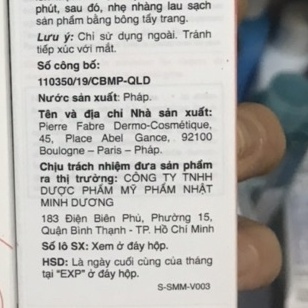 phút, sau đó, nhẹ nhàng lau sạch
sản phẩm bằng bông tẩy trang.
Lưu ý: Chỉ sử dụng ngoài. Tránh
tiếp xúc với mắt.
Số công bố:
110350/19/CBMP-QLD
Nước sản xuất: Pháp.
Tên và địa chỉ Nhà sản xuất:
Pierre Fabre Dermo-Cosmétique,
45, Place Abel Gance, 92100
Boulogne – Paris – Pháp.
Chịu trách nhiệm đưa sản phẩm
ra thị trường: CÔNG TY TNHH
DƯỢC PHẨM MỸ PHẨM NHẬT
MINH DƯƠNG
183 Điện Biên Phủ, Phường 15,
Quận Bình Thạnh - TP. Hồ Chí Minh
Số lô SX: Xem ở đáy hộp.
HSD: Là ngày cuối cùng của tháng
tại "EXP" ở đáy hộp.
S-SMM-V003